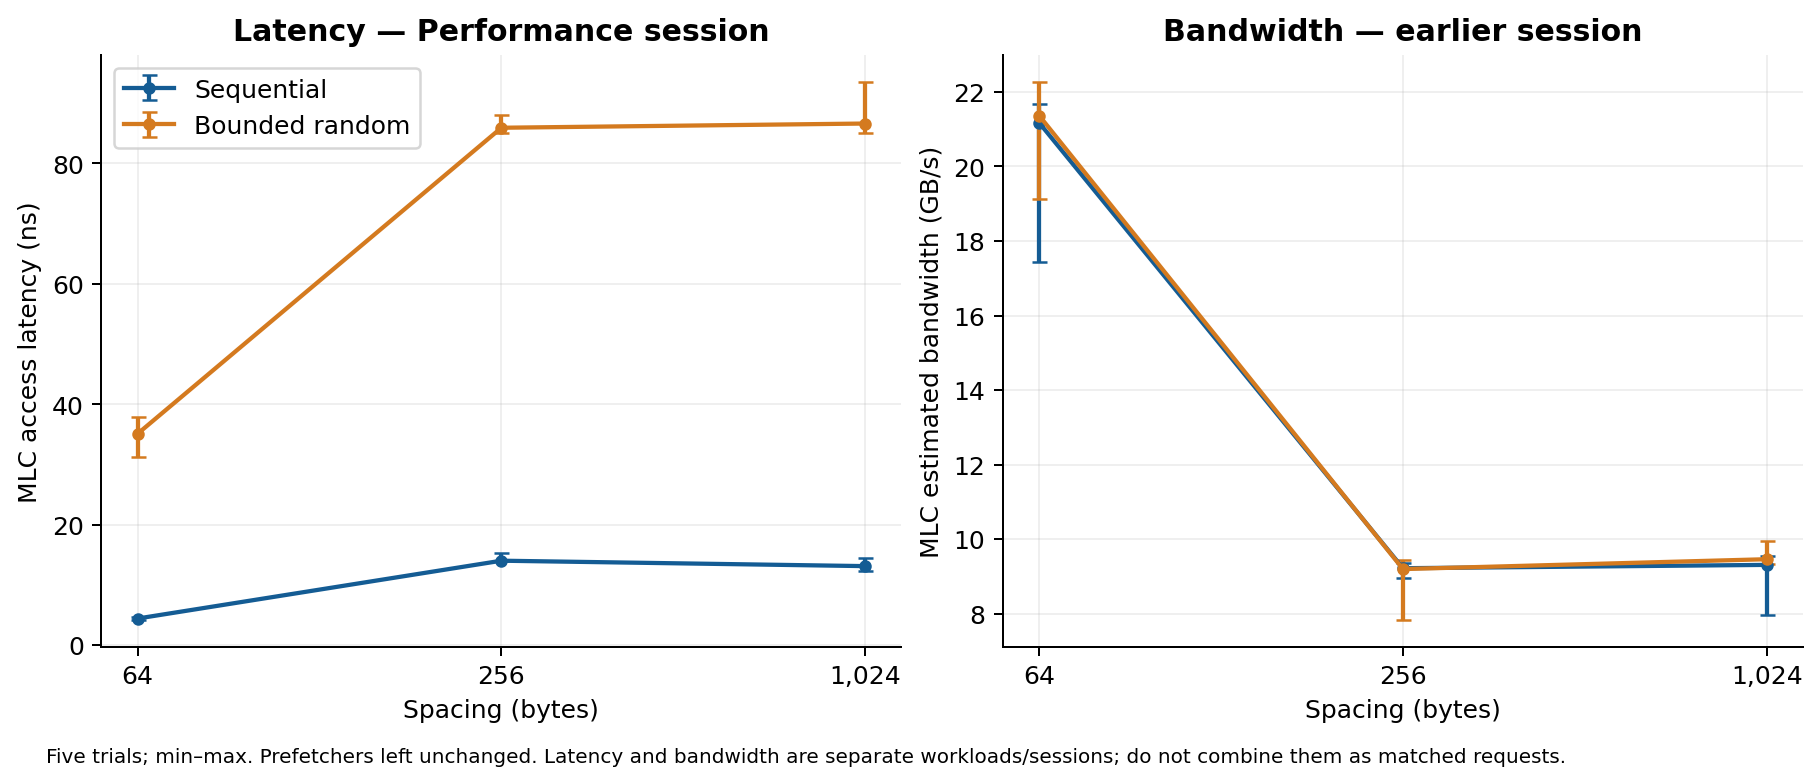 Latency — Performance session
Sequential
Bounded random
MLC access latency (ns)
80
60
40
20
0
64
256
1,024
Spacing (bytes)
Bandwidth — earlier session
MLC estimated bandwidth (GB/s)
22
20
18
16
14
12
10
8
64
256
1,024
Spacing (bytes)
Five trials; min–max. Prefetchers left unchanged. Latency and bandwidth are separate workloads/sessions; do not combine them as matched requests.